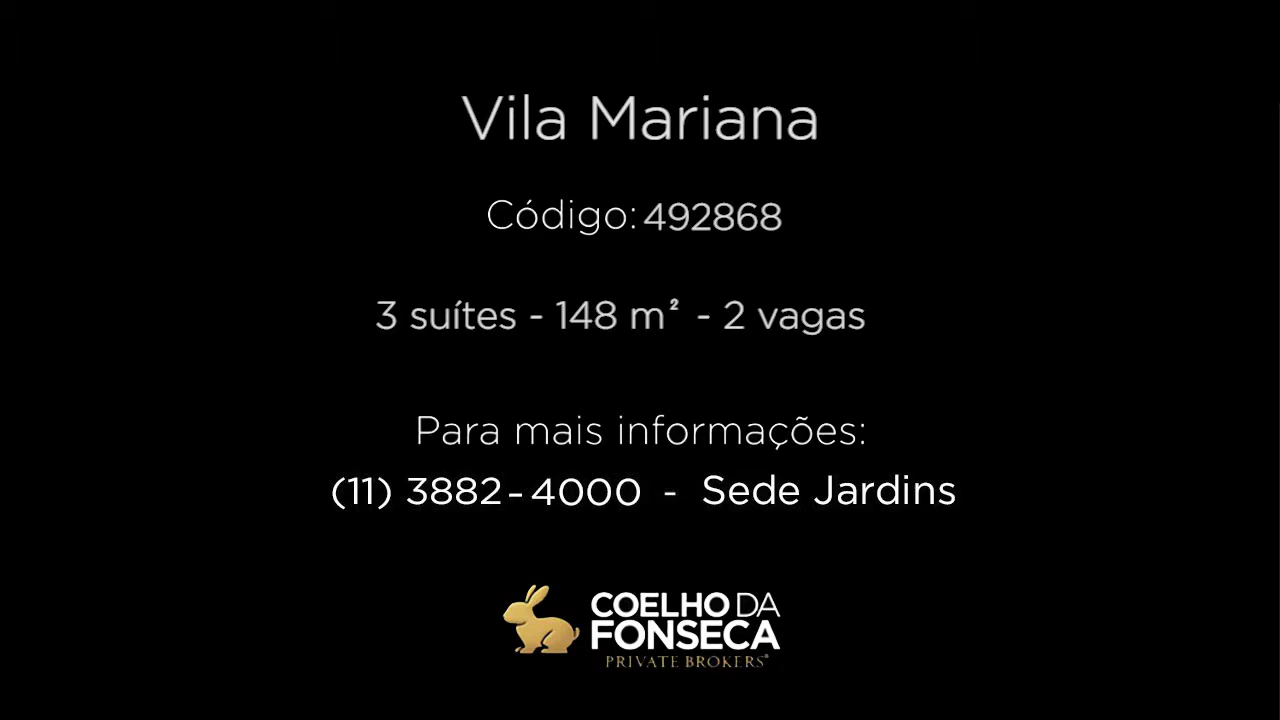 Vila Mariana
Código: 492868
3 suítes - 148 m² - 2 vagas
Para mais informações:
(11) 3882-4000 - Sede Jardins
COELHO DA
FONSECA
PRIVATE BROKERS®